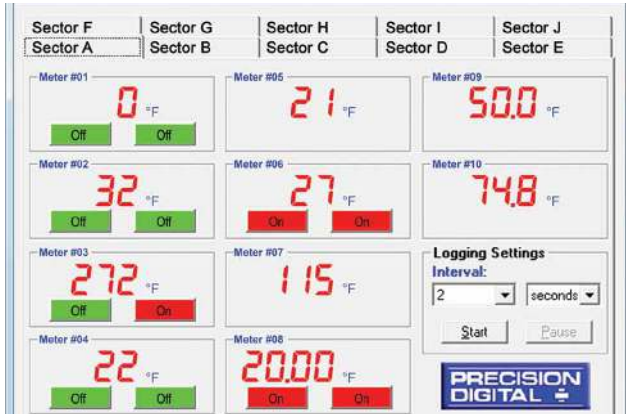 Sector F Sector G Sector H Sector I Sector J
Sector A Sector B Sector C Sector D Sector E
Meter #01
0 °F
Off Off
Meter #02
32 °F
Off Off
Meter #03
272 °F
Off On
Meter #04
22 °F
Off Off
Meter #05
21 °F
Meter #06
27 °F
On On
Meter #07
115 °F
Meter #08
20.00 °F
On On
Meter #09
50.0 °F
Meter #10
74.8 °F
Logging Settings
Interval:
2 seconds
Start Pause
PRECISION
DIGITAL